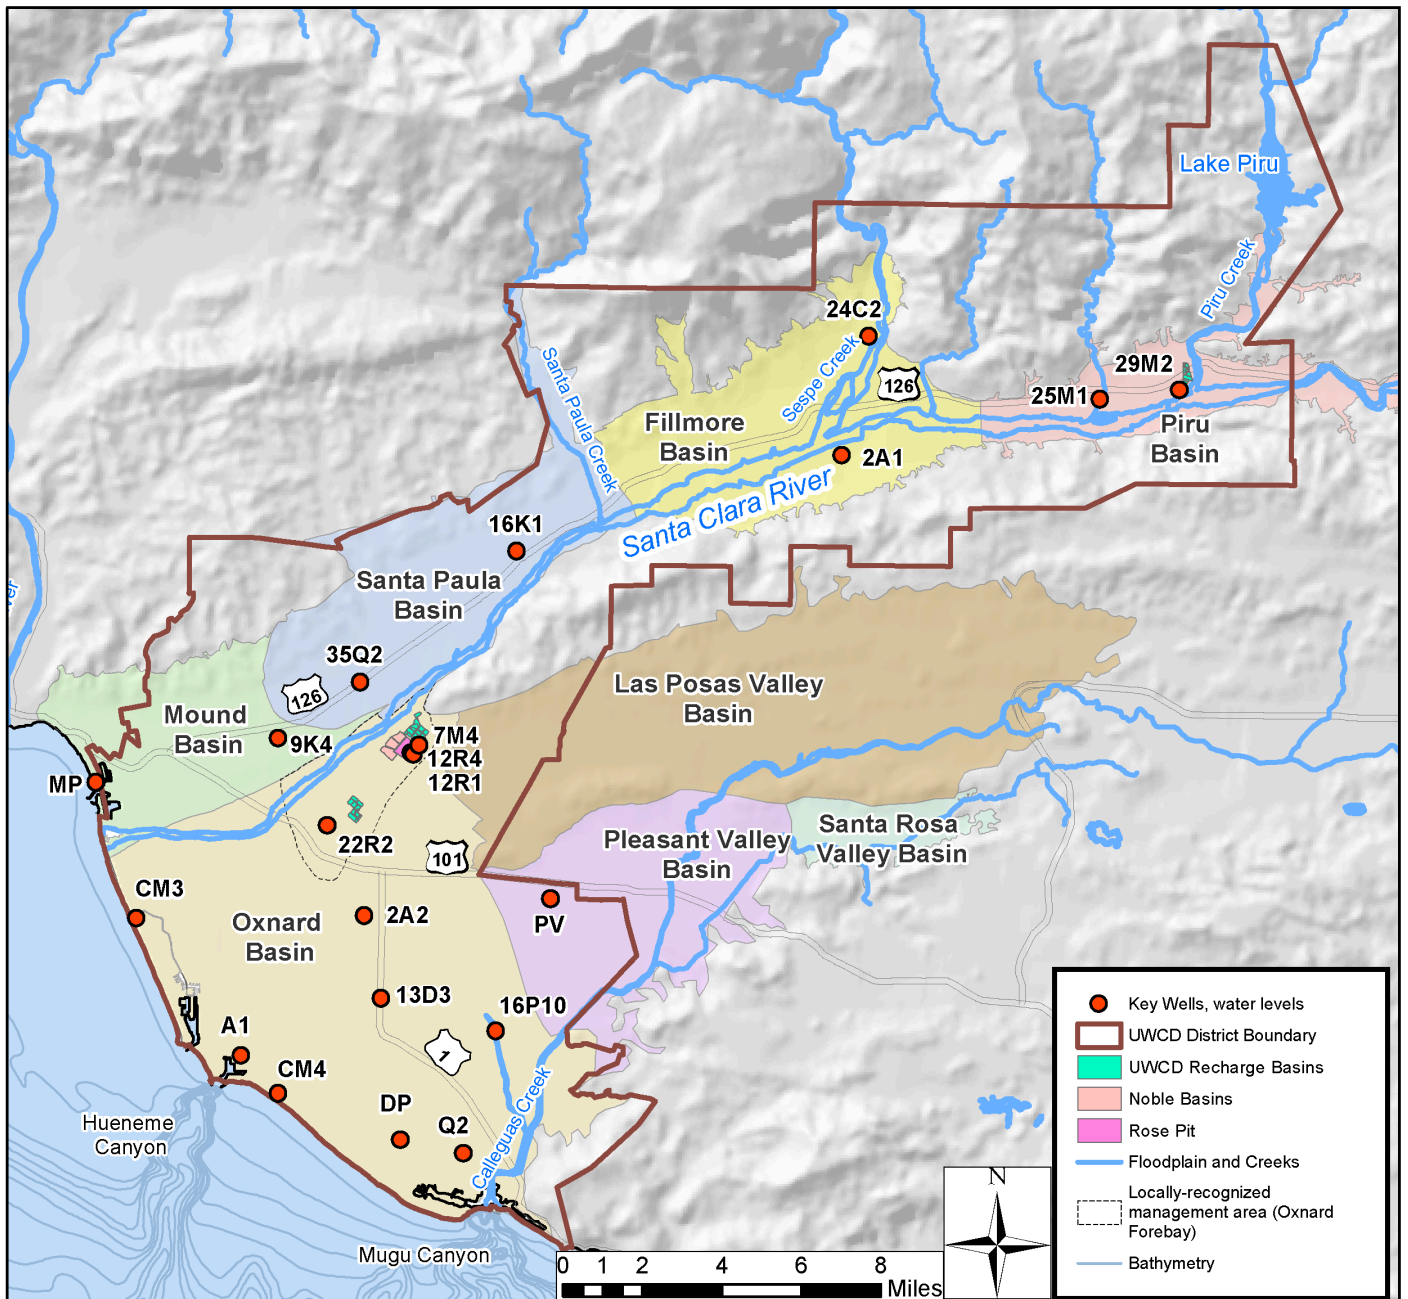 Lake Piru
Piru Creek
24C2
Sespe Creek
126
29M2
25M1
Piru
Basin
Santa Paula Creek
Fillmore
Basin
2A1
Santa Clara River
16K1
Santa Paula
Basin
35Q2
126
Las Posas Valley
Basin
Mound
Basin
9K4
7M4
12R4
12R1
MP
22R2
101
Pleasant Valley
Basin
Santa Rosa
Valley Basin
CM3
2A2
PV
Oxnard
Basin
13D3
16P10
A1
1
CM4
DP
Q2
Calleguas Creek
Hueneme
Canyon
Mugu Canyon
Key Wells, water levels
UWCD District Boundary
UWCD Recharge Basins
Noble Basins
Rose Pit
Floodplain and Creeks
Locally-recognized
management area (Oxnard
Forebay)
Bathymetry
N
0 1 2 4 6 8
Miles